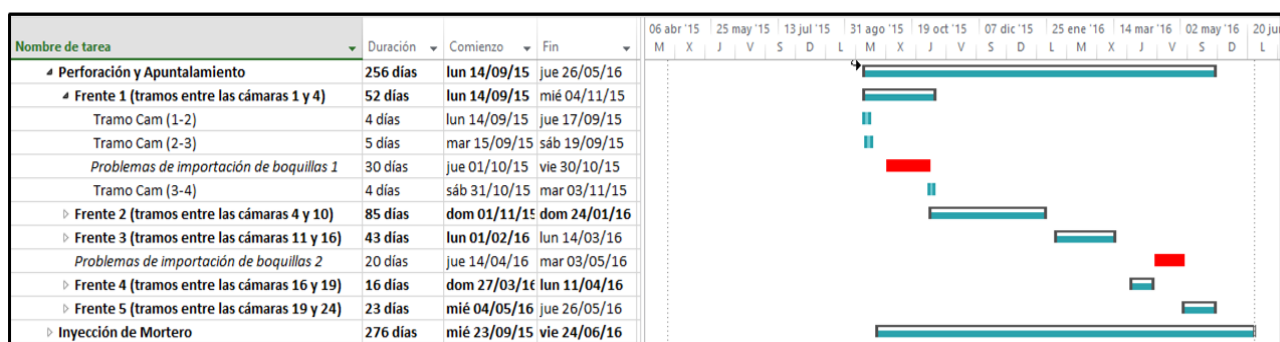 06 abr '15 25 may '15 13 jul '15 31 ago '15 19 oct '15 07 dic '15 25 ene '16 14 mar '16 02 may '16 20 ju
Nombre de tarea Duración Comienzo Fin M X J V S D L M X J V S D L M X J V S D L
Perforación y Apuntalamiento 256 días lun 14/09/15 jue 26/05/16
Frente 1 (tramos entre las cámaras 1 y 4) 52 días lun 14/09/15 mié 04/11/15
Tramo Cam (1-2) 4 días lun 14/09/15 jue 17/09/15
Tramo Cam (2-3) 5 días mar 15/09/15 sáb 19/09/15
Problemas de importación de boquillas 1 30 días jue 01/10/15 vie 30/10/15
Tramo Cam (3-4) 4 días sáb 31/10/15 mar 03/11/15
Frente 2 (tramos entre las cámaras 4 y 10) 85 días dom 01/11/15 dom 24/01/16
Frente 3 (tramos entre las cámaras 11 y 16) 43 días lun 01/02/16 lun 14/03/16
Problemas de importación de boquillas 2 20 días jue 14/04/16 mar 03/05/16
Frente 4 (tramos entre las cámaras 16 y 19) 16 días dom 27/03/16 lun 11/04/16
Frente 5 (tramos entre las cámaras 19 y 24) 23 días mié 04/05/16 jue 26/05/16
Inyección de Mortero 276 días mié 23/09/15 vie 24/06/16